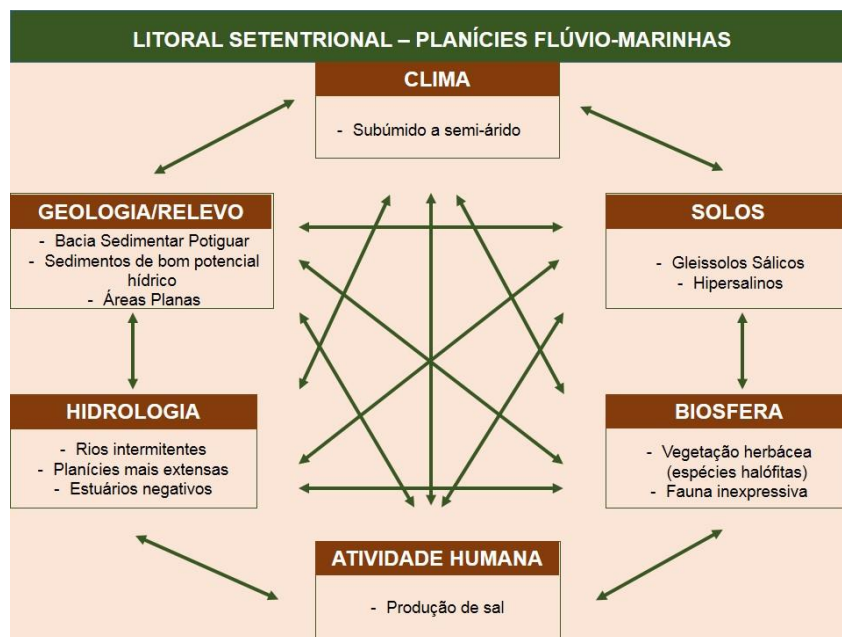 LITORAL SETENTRIONAL – PLANÍCIES FLÚVIO-MARINHAS
CLIMA
- Subúmido a semi-árido
GEOLOGIA/RELEVO
- Bacia Sedimentar Potiguar
- Sedimentos de bom potencial
hídrico
- Áreas Planas
SOLOS
- Gleissolos Sálicos
- Hipersalinos
HIDROLOGIA
- Rios intermitentes
- Planícies mais extensas
- Estuários negativos
BIOSFERA
- Vegetação herbácea
(espécies halófitas)
- Fauna inexpressiva
ATIVIDADE HUMANA
- Produção de sal